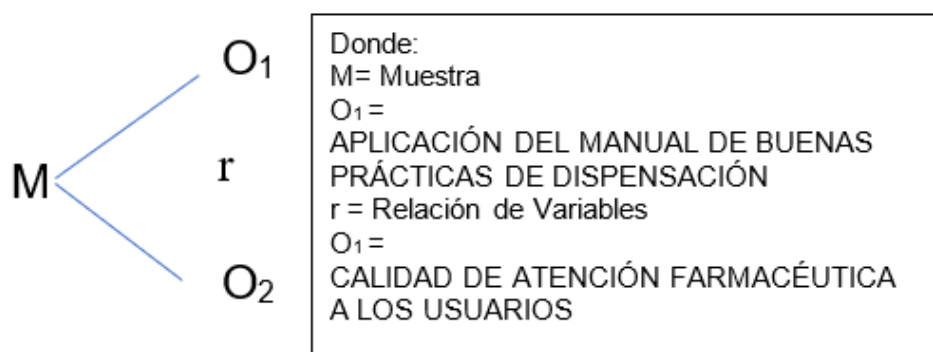 O₁
r
M
O₂
Donde:
M= Muestra
O₁ =
APLICACIÓN DEL MANUAL DE BUENAS
PRÁCTICAS DE DISPENSACIÓN
r = Relación de Variables
O₁ =
CALIDAD DE ATENCIÓN FARMACÉUTICA
A LOS USUARIOS